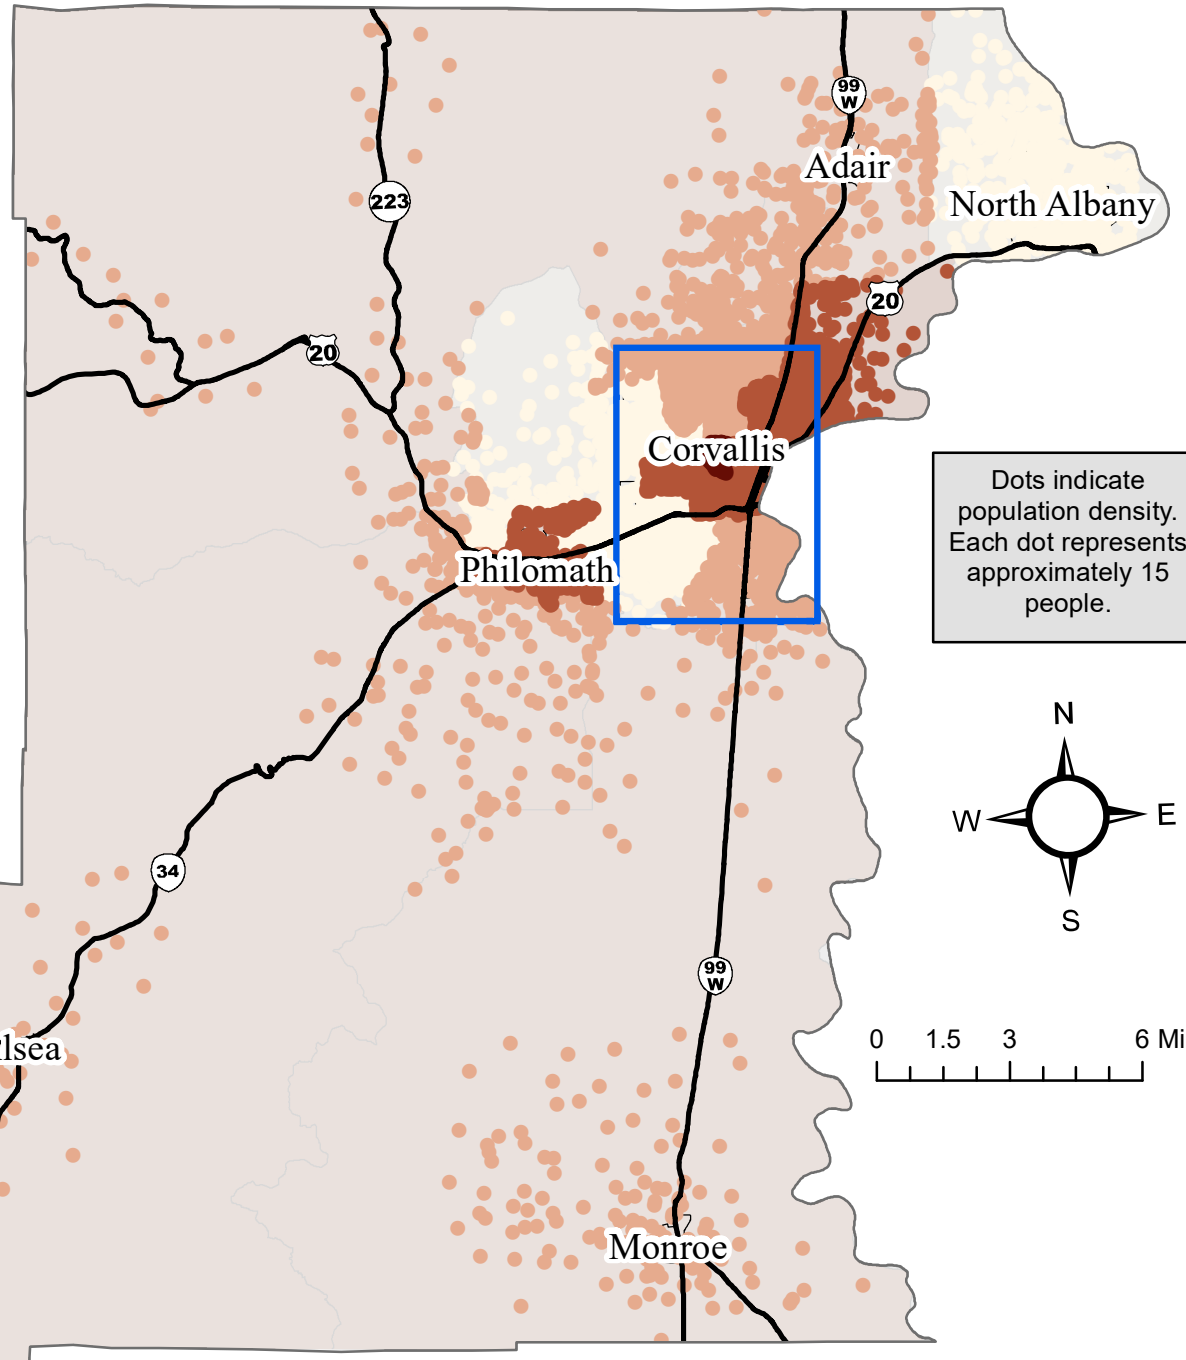 99
W
Adair
223
North Albany
20
20
Corvallis
Dots indicate
population density.
Each dot represents
approximately 15
people.
Philomath
N
W
E
S
34
99
W
0 1.5 3 6 Mi
lsea
Monroe